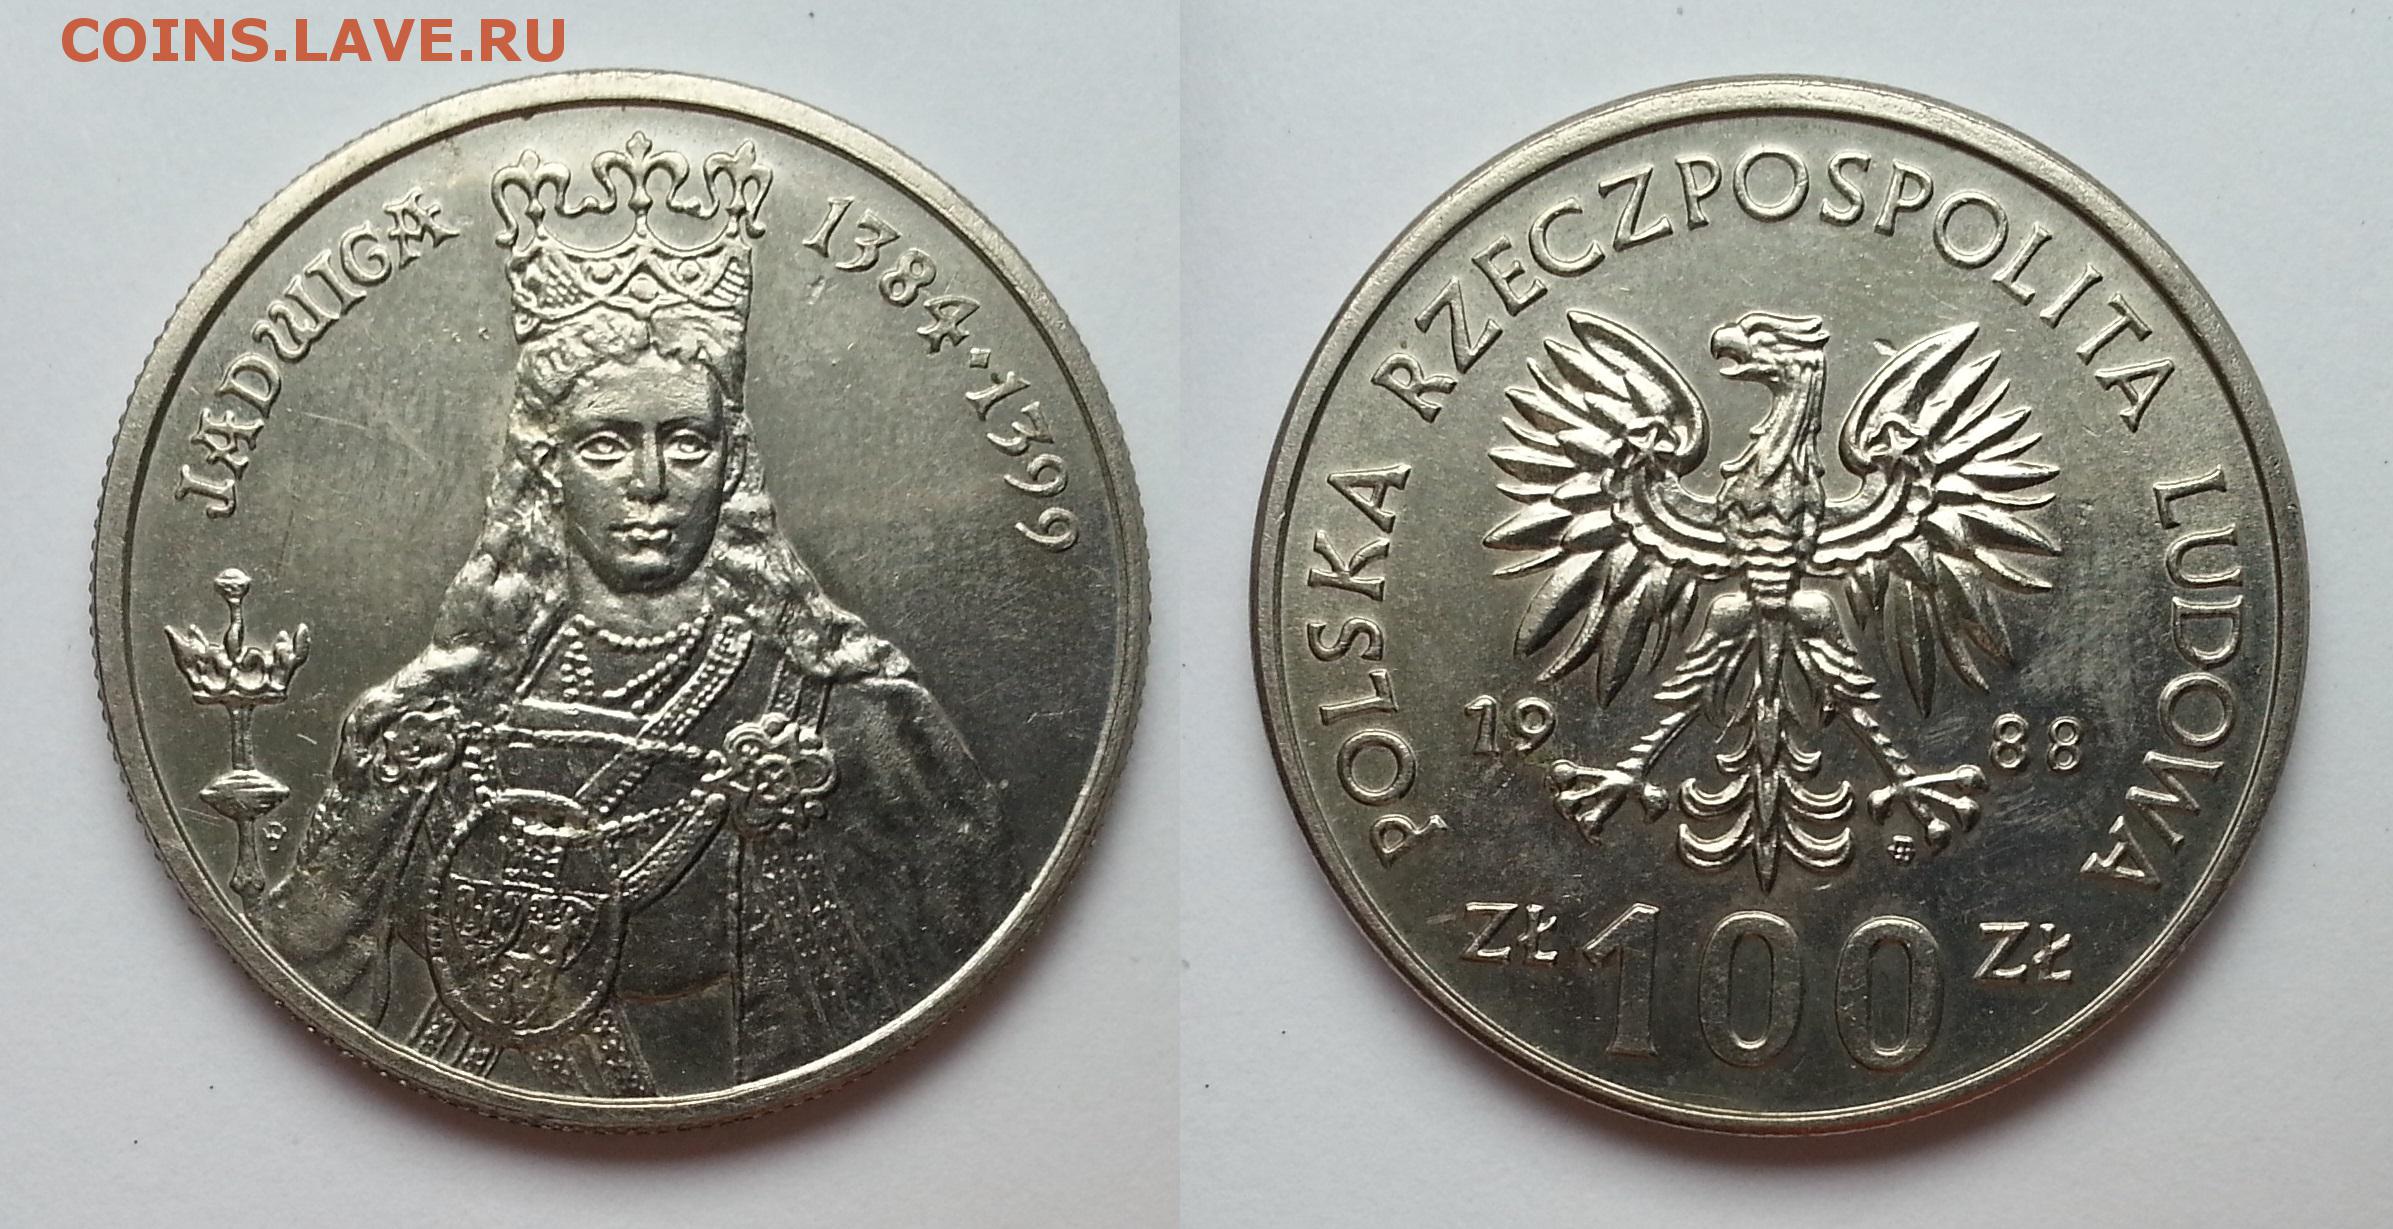 COINS.LAVE.RU
JADWIGA 1384·1399
POLSKA RZECZPOSPOLITA LUDOWA
19 88
ZŁ 100 ZŁ